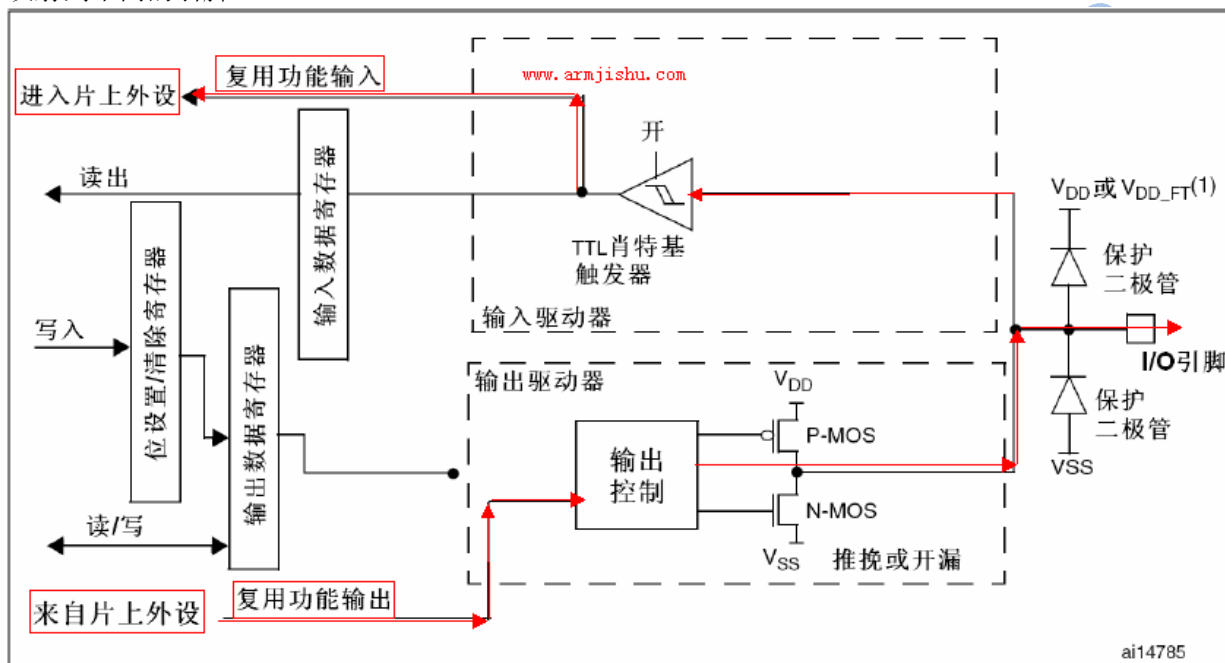 www.armjishu.com
复用功能输入
进入片上外设
开
读出
TTL肖特基
触发器
输入数据寄存器
位设置/清除寄存器
输出数据寄存器
写入
输入驱动器
VDD或VDD_FT(1)
保护
二极管
I/O引脚
保护
二极管
VSS
输出驱动器
VDD
P-MOS
输出
控制
N-MOS
VSS
推挽或开漏
读/写
复用功能输出
来自片上外设
ai14785